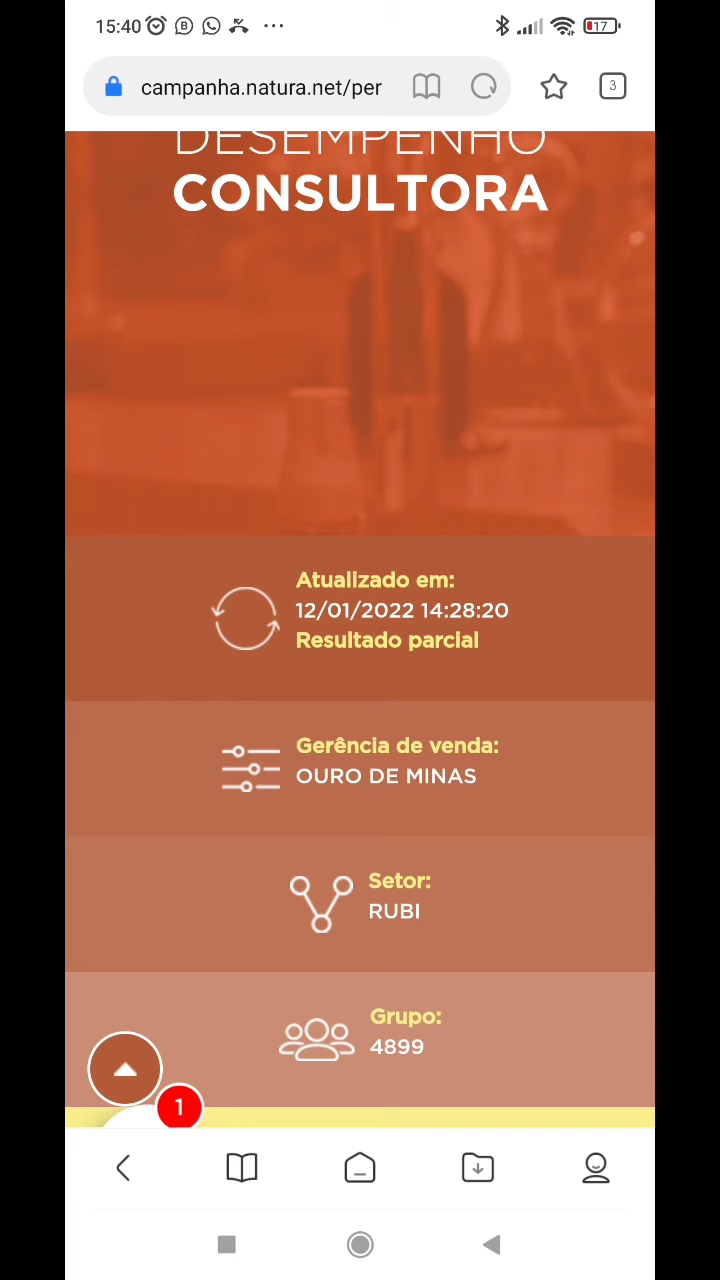 15:40
17
campanha.natura.net/per
3
DESEMPENHO
CONSULTORA
Atualizado em:
12/01/2022 14:28:20
Resultado parcial
Gerência de venda:
OURO DE MINAS
Setor:
RUBI
Grupo:
4899
1